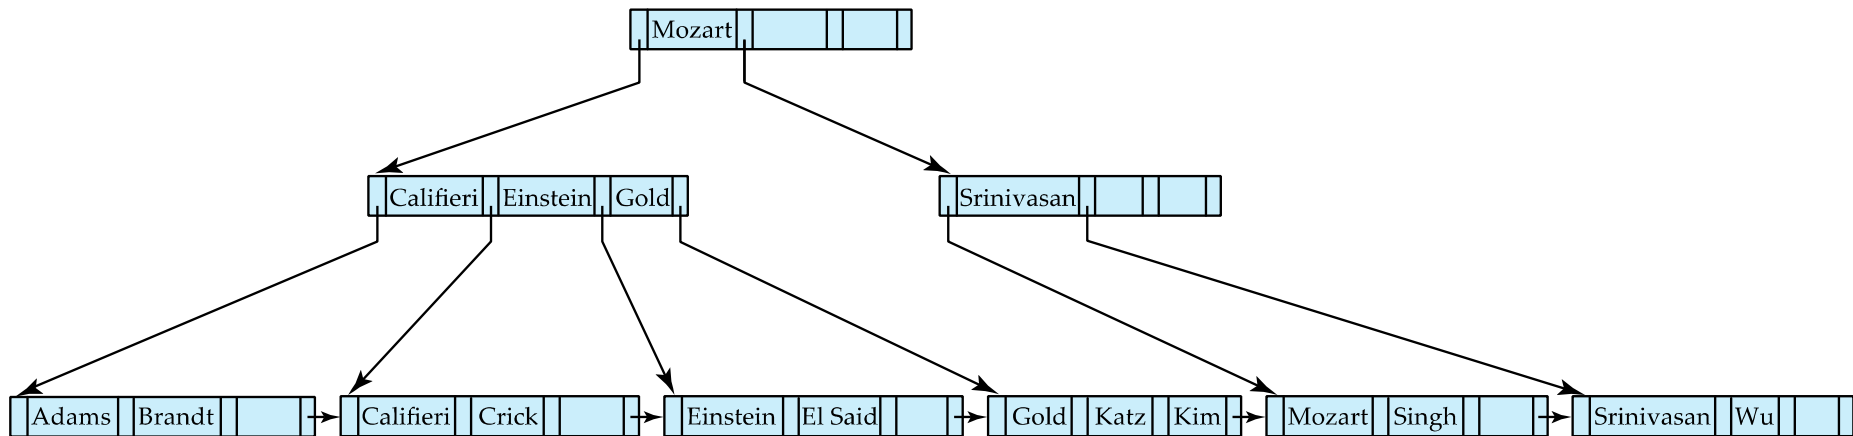 Mozart
Califieri Einstein Gold Srinivasan
Adams Brandt Califieri Crick Einstein El Said Gold Katz Kim Mozart Singh Srinivasan Wu